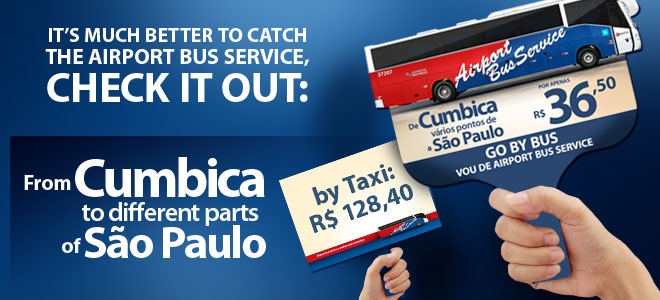 IT'S MUCH BETTER TO CATCH
THE AIRPORT BUS SERVICE,
CHECK IT OUT:
From Cumbica
to different parts
of São Paulo
by Taxi:
R$ 128,40
37207
Airport
Bus Service
De Cumbica
vários pontos de
a São Paulo
POR APENAS
R$ 36,50
GO BY BUS
VOU DE AIRPORT BUS SERVICE